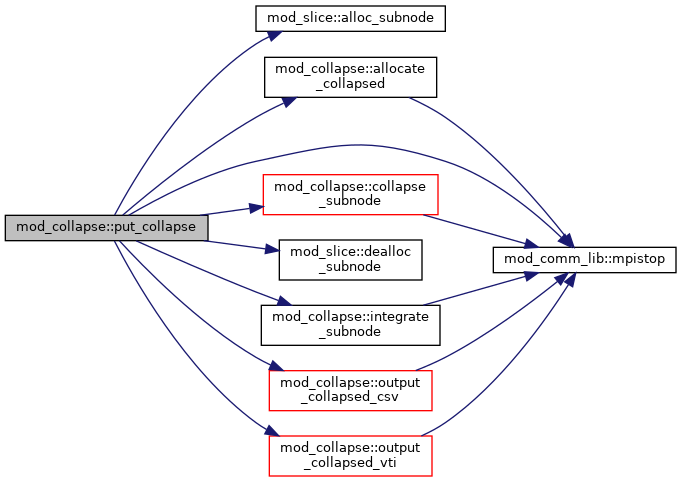 mod_slice::alloc_subnode
mod_collapse::allocate
_collapsed
mod_collapse::put_collapse
mod_collapse::collapse
_subnode
mod_slice::dealloc
_subnode
mod_comm_lib::mpistop
mod_collapse::integrate
_subnode
mod_collapse::output
_collapsed_csv
mod_collapse::output
_collapsed_vti